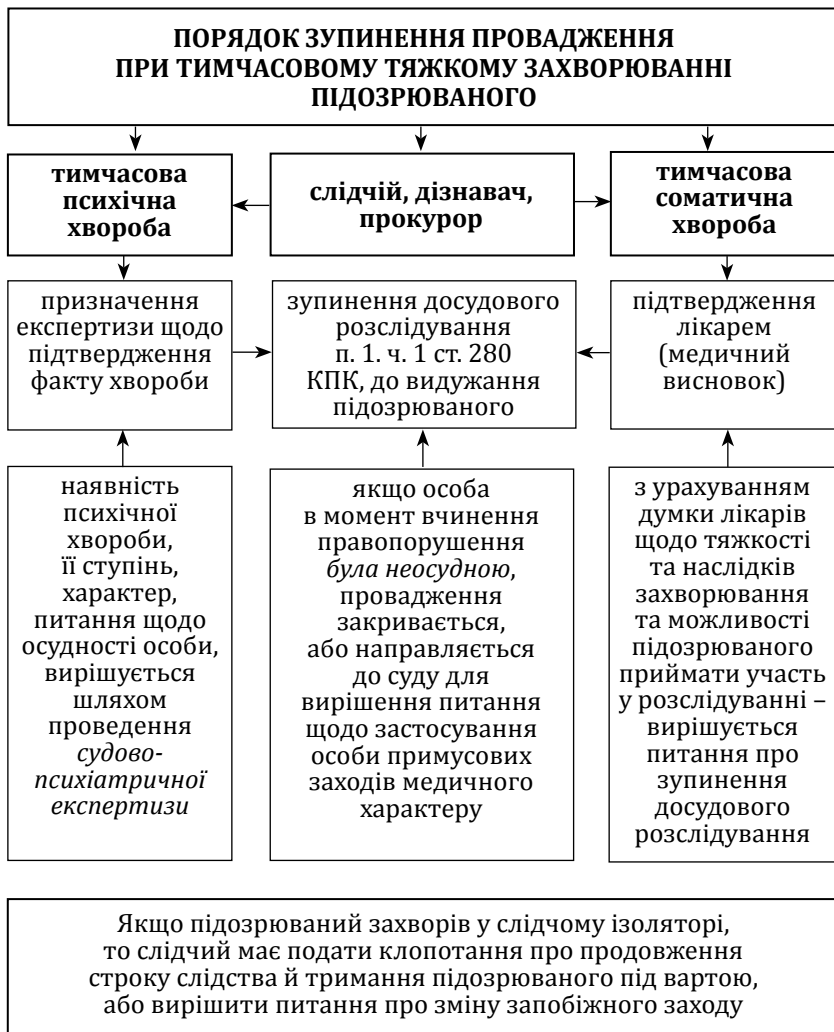 ПОРЯДОК ЗУПИНЕННЯ ПРОВАДЖЕННЯ
ПРИ ТИМЧАСОВОМУ ТЯЖКОМУ ЗАХВОРЮВАННІ
ПІДОЗРЮВАНОГО
тимчасова
психічна
хвороба
слідчій, дізнавач,
прокурор
тимчасова
соматична
хвороба
призначення
експертизи щодо
підтвердження
факту хвороби
зупинення досудового
розслідування
п. 1. ч. 1 ст. 280
КПК, до видужання
підозрюваного
підтвердження
лікарем
(медичний
висновок)
наявність
психічної
хвороби,
її ступінь,
характер,
питання щодо
осудності особи,
вирішується
шляхом
проведення
судово-
психіатричної
експертизи
якщо особа
в момент вчинення
правопорушення
була неосудною,
провадження
закривається,
або направляється
до суду для
вирішення питання
щодо застосування
особи примусових
заходів медичного
характеру
з урахуванням
думки лікарів
щодо тяжкості
та наслідків
захворювання
та можливості
підозрюваного
приймати участь
у розслідуванні –
вирішується
питання про
зупинення
досудового
розслідування
Якщо підозрюваний захворів у слідчому ізоляторі,
то слідчий має подати клопотання про продовження
строку слідства й тримання підозрюваного під вартою,
або вирішити питання про зміну запобіжного заходу